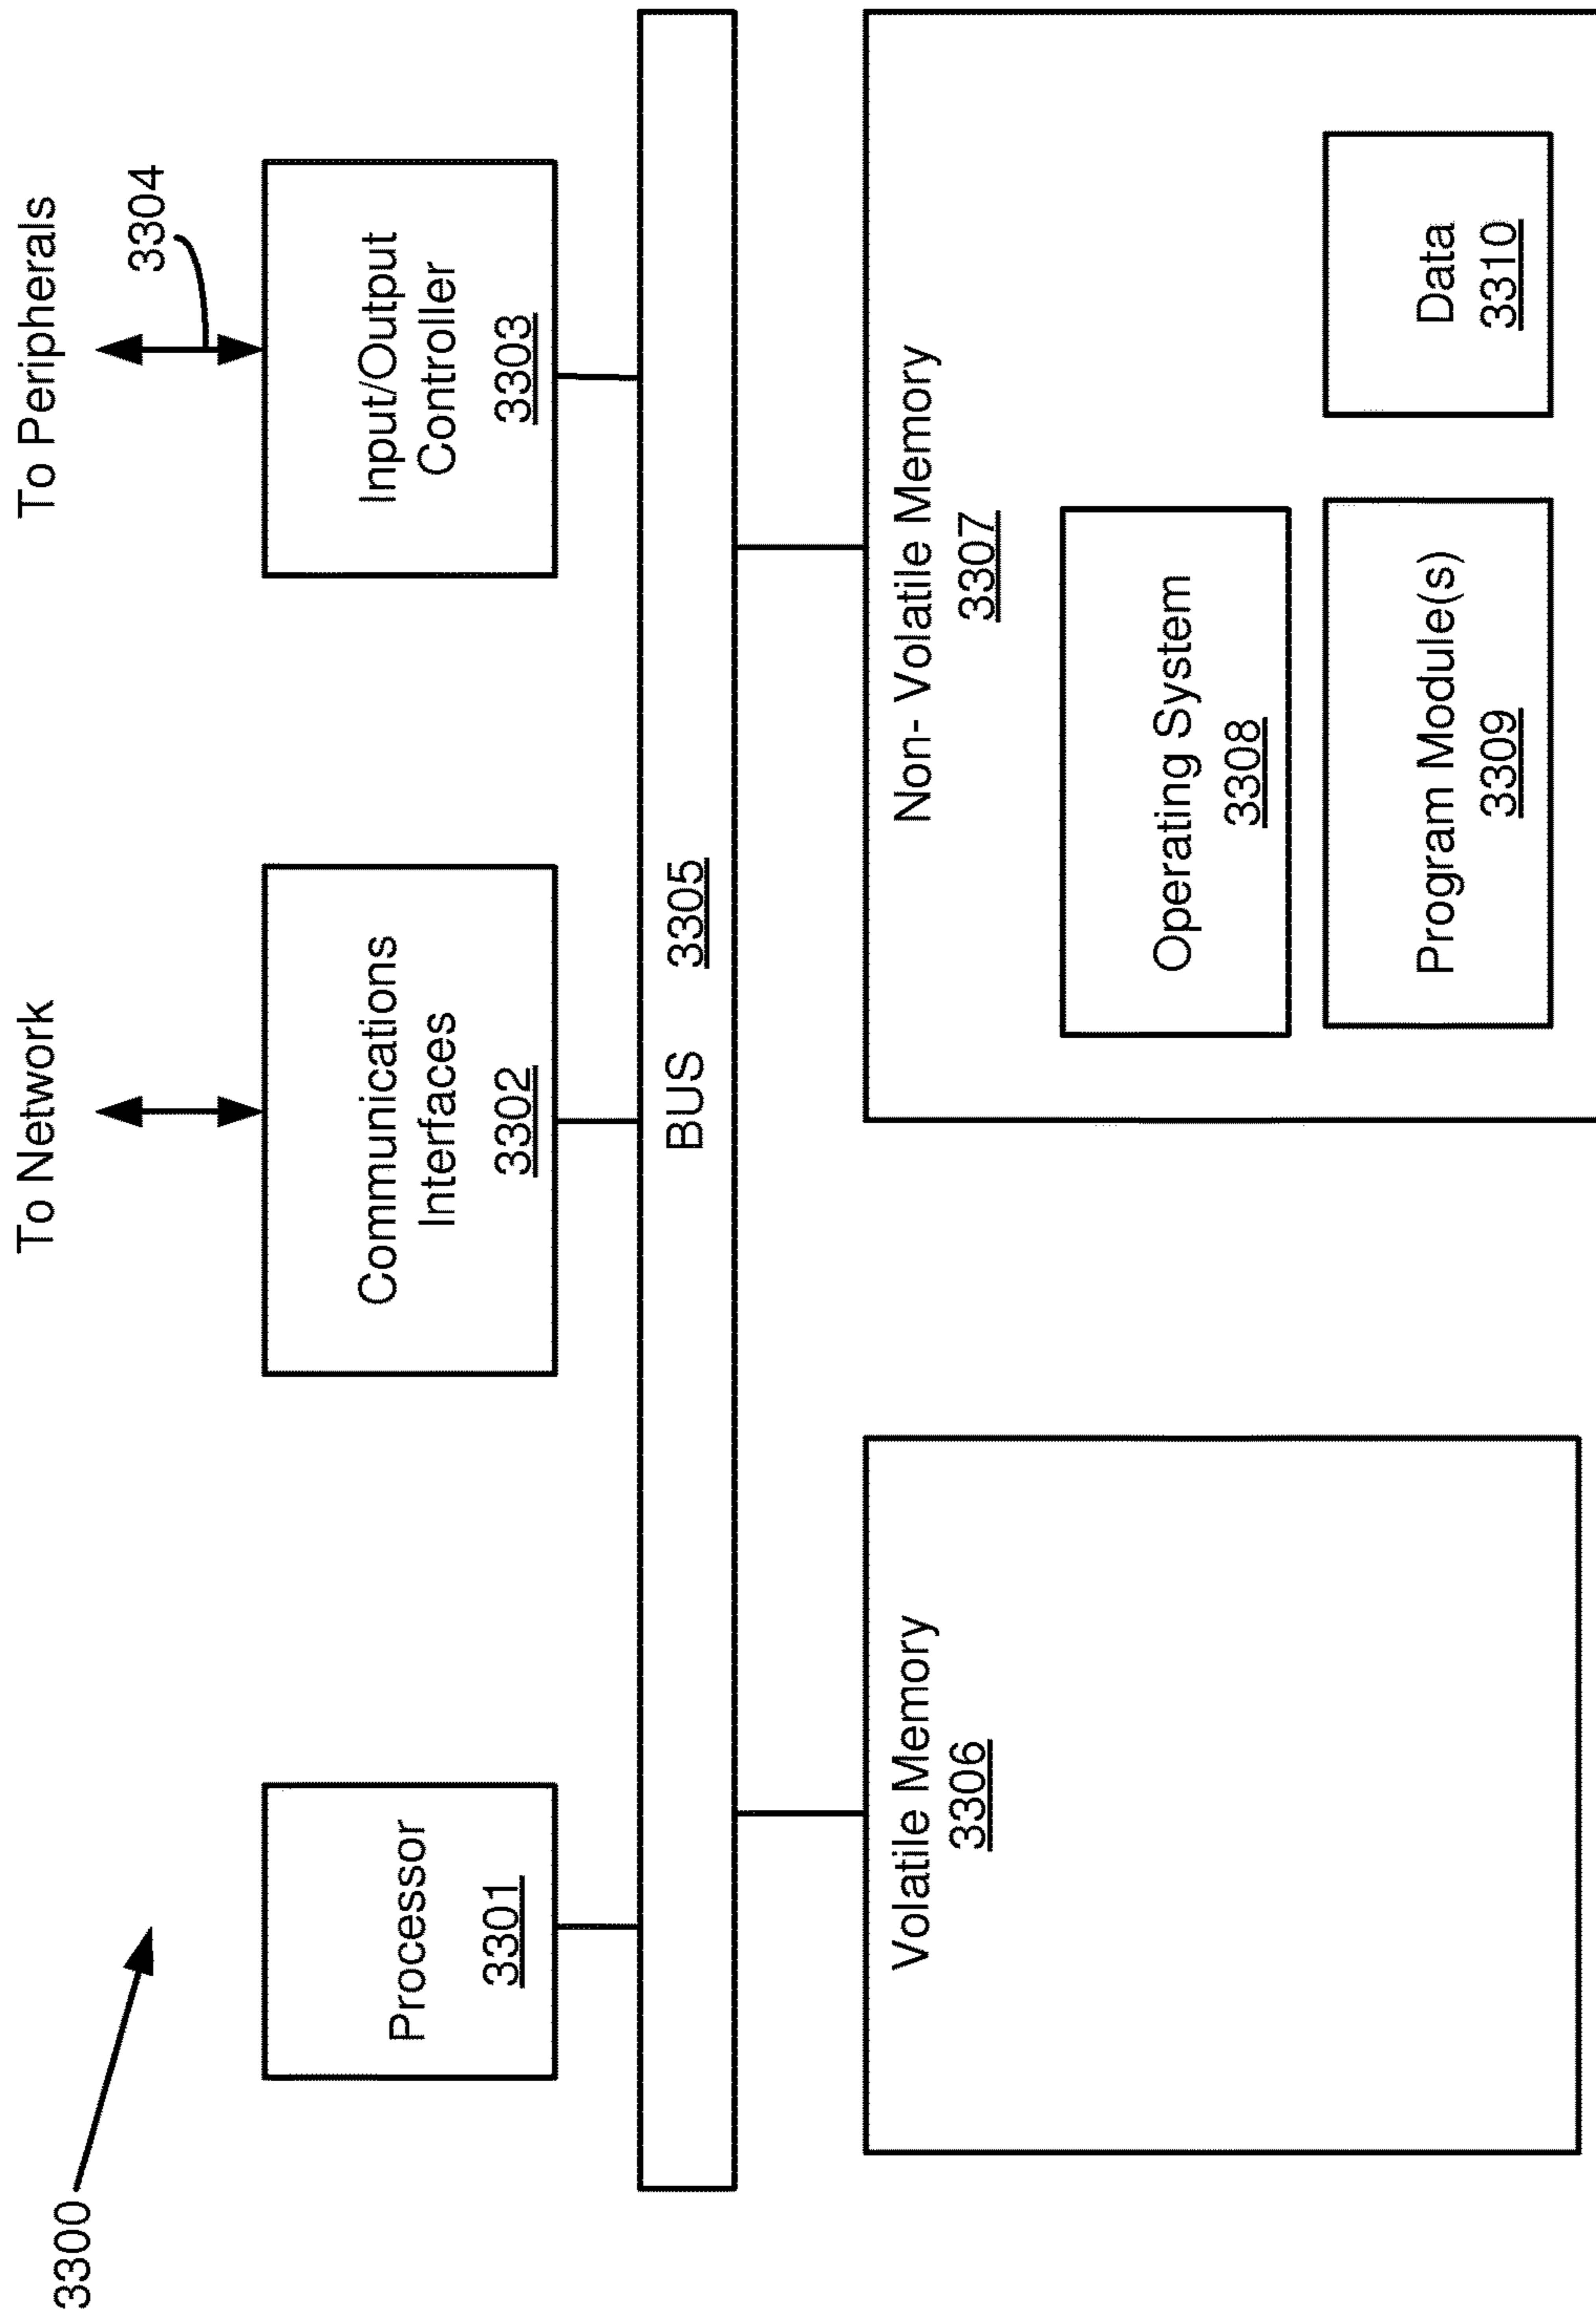 3300
To Network
To Peripherals
3304
Processor
3301
Communications
Interfaces
3302
Input/Output
Controller
3303
BUS 3305
Volatile Memory
3306
Non- Volatile Memory
3307
Operating System
3308
Program Module(s)
3309
Data
3310